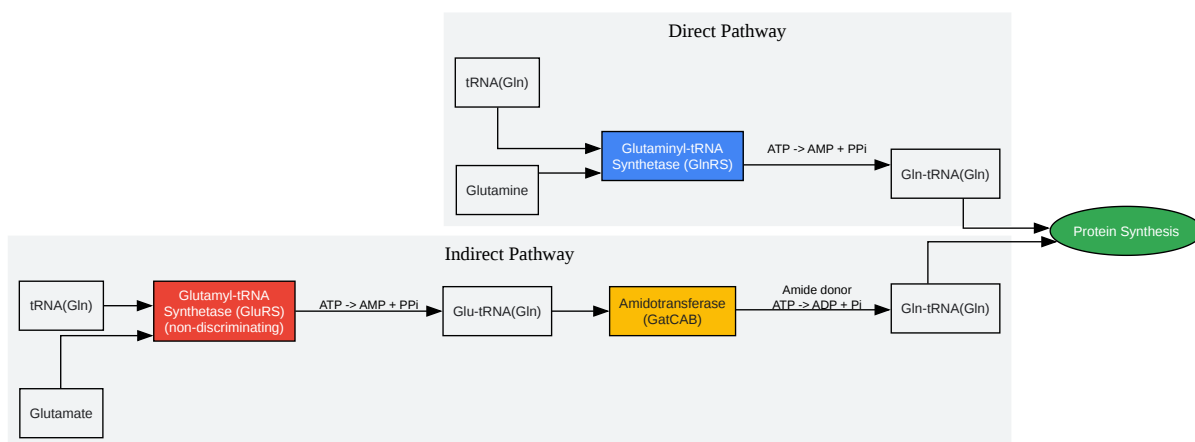 Direct Pathway
tRNA(Gln)
Glutaminyl-tRNA
Synthetase (GlnRS)
ATP -> AMP + PPi
Glutamine
Gln-tRNA(Gln)
Protein Synthesis
Indirect Pathway
tRNA(Gln)
Glutamyl-tRNA
Synthetase (GluRS)
(non-discriminating)
ATP -> AMP + PPi
Glu-tRNA(Gln)
Amidotransferase
(GatCAB)
Amide donor
ATP -> ADP + Pi
Gln-tRNA(Gln)
Glutamate